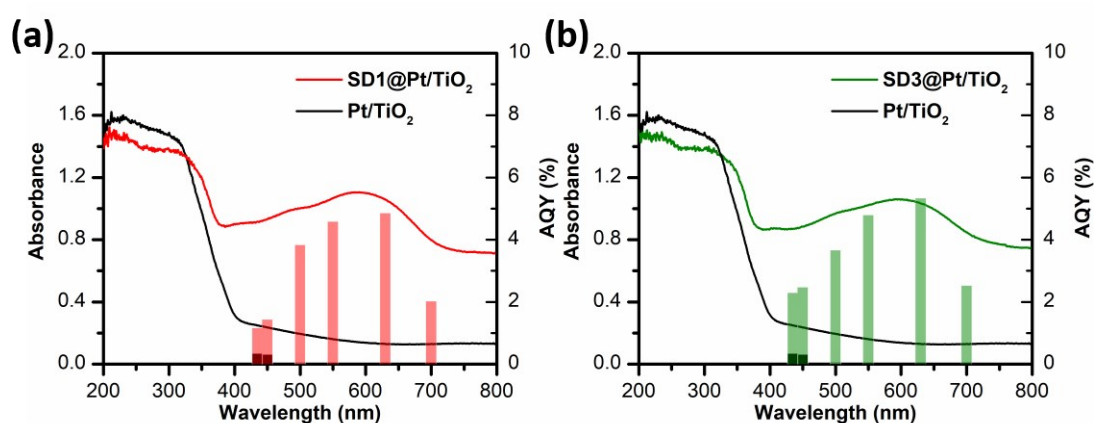 (a)
2.0
1.6
1.2
0.8
0.4
0.0
Absorbance
SD1@Pt/TiO₂
Pt/TiO₂
10
8
6
4
2
0
AQY (%)
200 300 400 500 600 700 800
Wavelength (nm)
(b)
2.0
1.6
1.2
0.8
0.4
0.0
Absorbance
SD3@Pt/TiO₂
Pt/TiO₂
10
8
6
4
2
0
AQY (%)
200 300 400 500 600 700 800
Wavelength (nm)